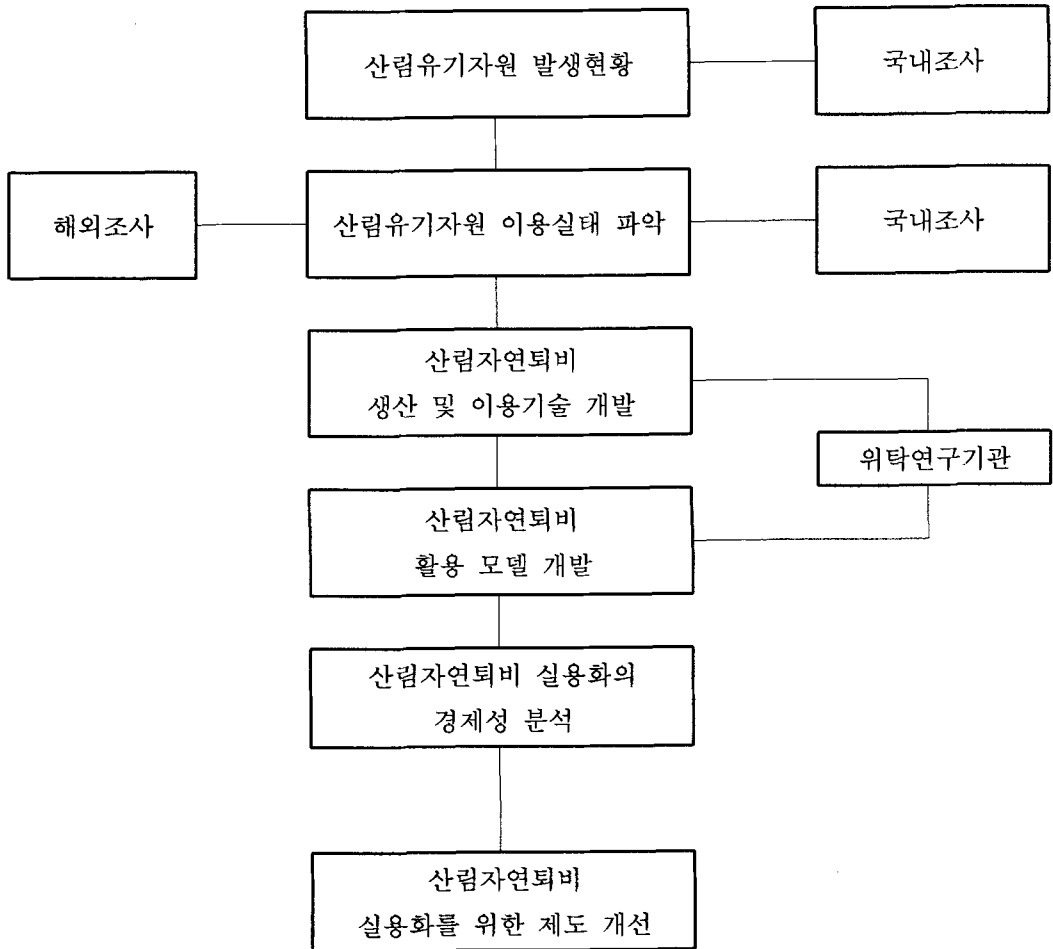 산림유기자원 발생현황
국내조사
해외조사
산림유기자원 이용실태 파악
국내조사
산림자연퇴비
생산 및 이용기술 개발
위탁연구기관
산림자연퇴비
활용 모델 개발
산림자연퇴비 실용화의
경제성 분석
산림자연퇴비
실용화를 위한 제도 개선